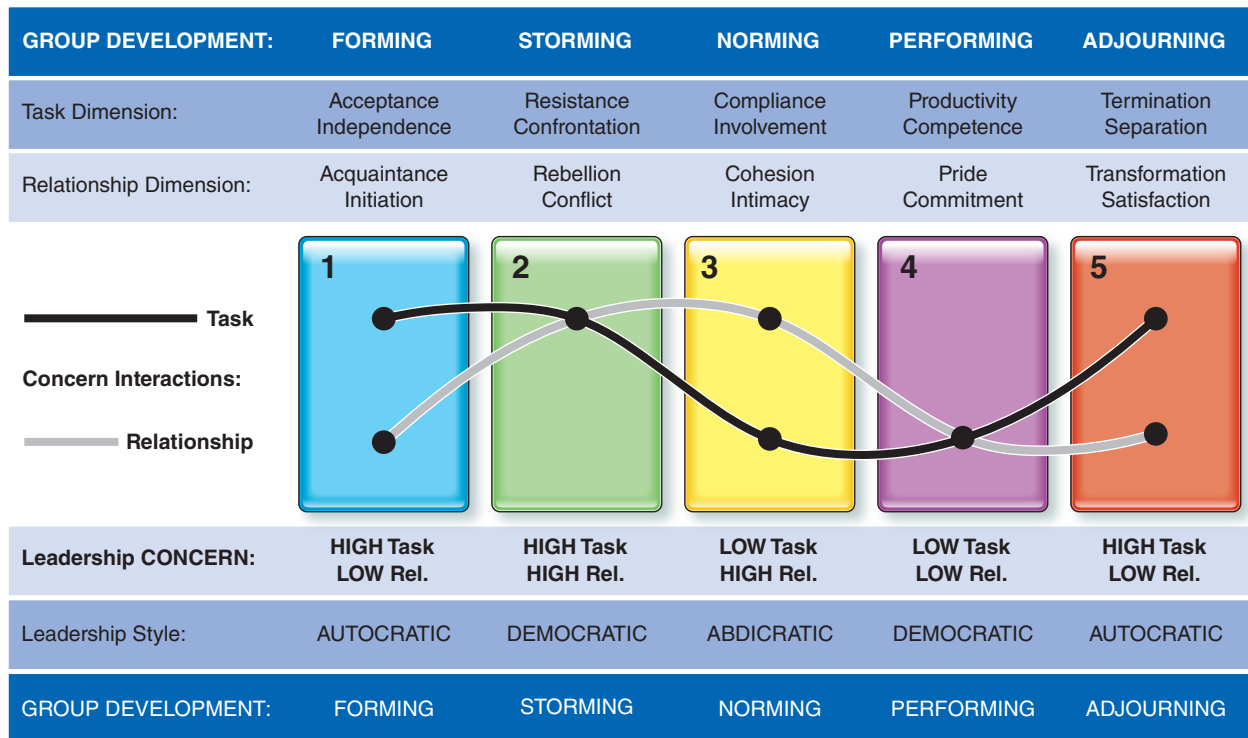 GROUP DEVELOPMENT: FORMING STORMING NORMING PERFORMING ADJOURNING
Task Dimension: Acceptance Resistance Compliance Productivity Termination
Independence Confrontation Involvement Competence Separation
Relationship Dimension: Acquaintance Rebellion Cohesion Pride Transformation
Initiation Conflict Intimacy Commitment Satisfaction
1 2 3 4 5
Task
Concern Interactions:
Relationship
Leadership CONCERN: HIGH Task HIGH Task LOW Task LOW Task HIGH Task
LOW Rel. HIGH Rel. HIGH Rel. LOW Rel. LOW Rel.
Leadership Style: AUTOCRATIC DEMOCRATIC ABDICRATIC DEMOCRATIC AUTOCRATIC
GROUP DEVELOPMENT: FORMING STORMING NORMING PERFORMING ADJOURNING